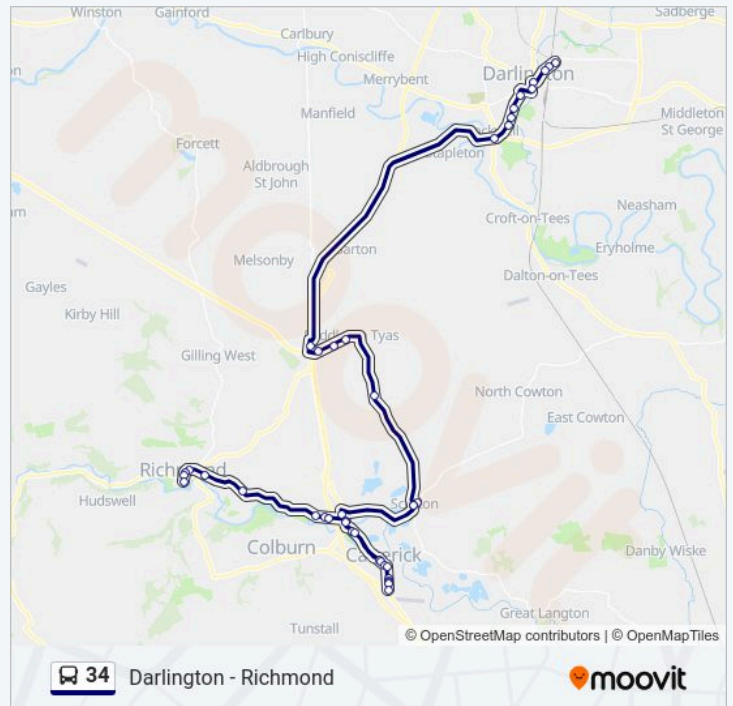 Winston
Gainford
Sadberge
Carlbury
High Coniscliffe
Darlington
Merrybent
Manfield
Middleton
St George
Forcett
Stapleton
Aldbrough
St John
Neasham
Croft-on-Tees
Eryholme
Barton
Melsonby
Dalton-on-Tees
Gayles
Kirby Hill
Tyas
Gilling West
North Cowton
East Cowton
Richmond
Hudswell
Scorton
Colburn
Catterick
Danby Wiske
Great Langton
Tunstall
moovit
© OpenStreetMap contributors | © OpenMapTiles
34 Darlington - Richmond
moovit